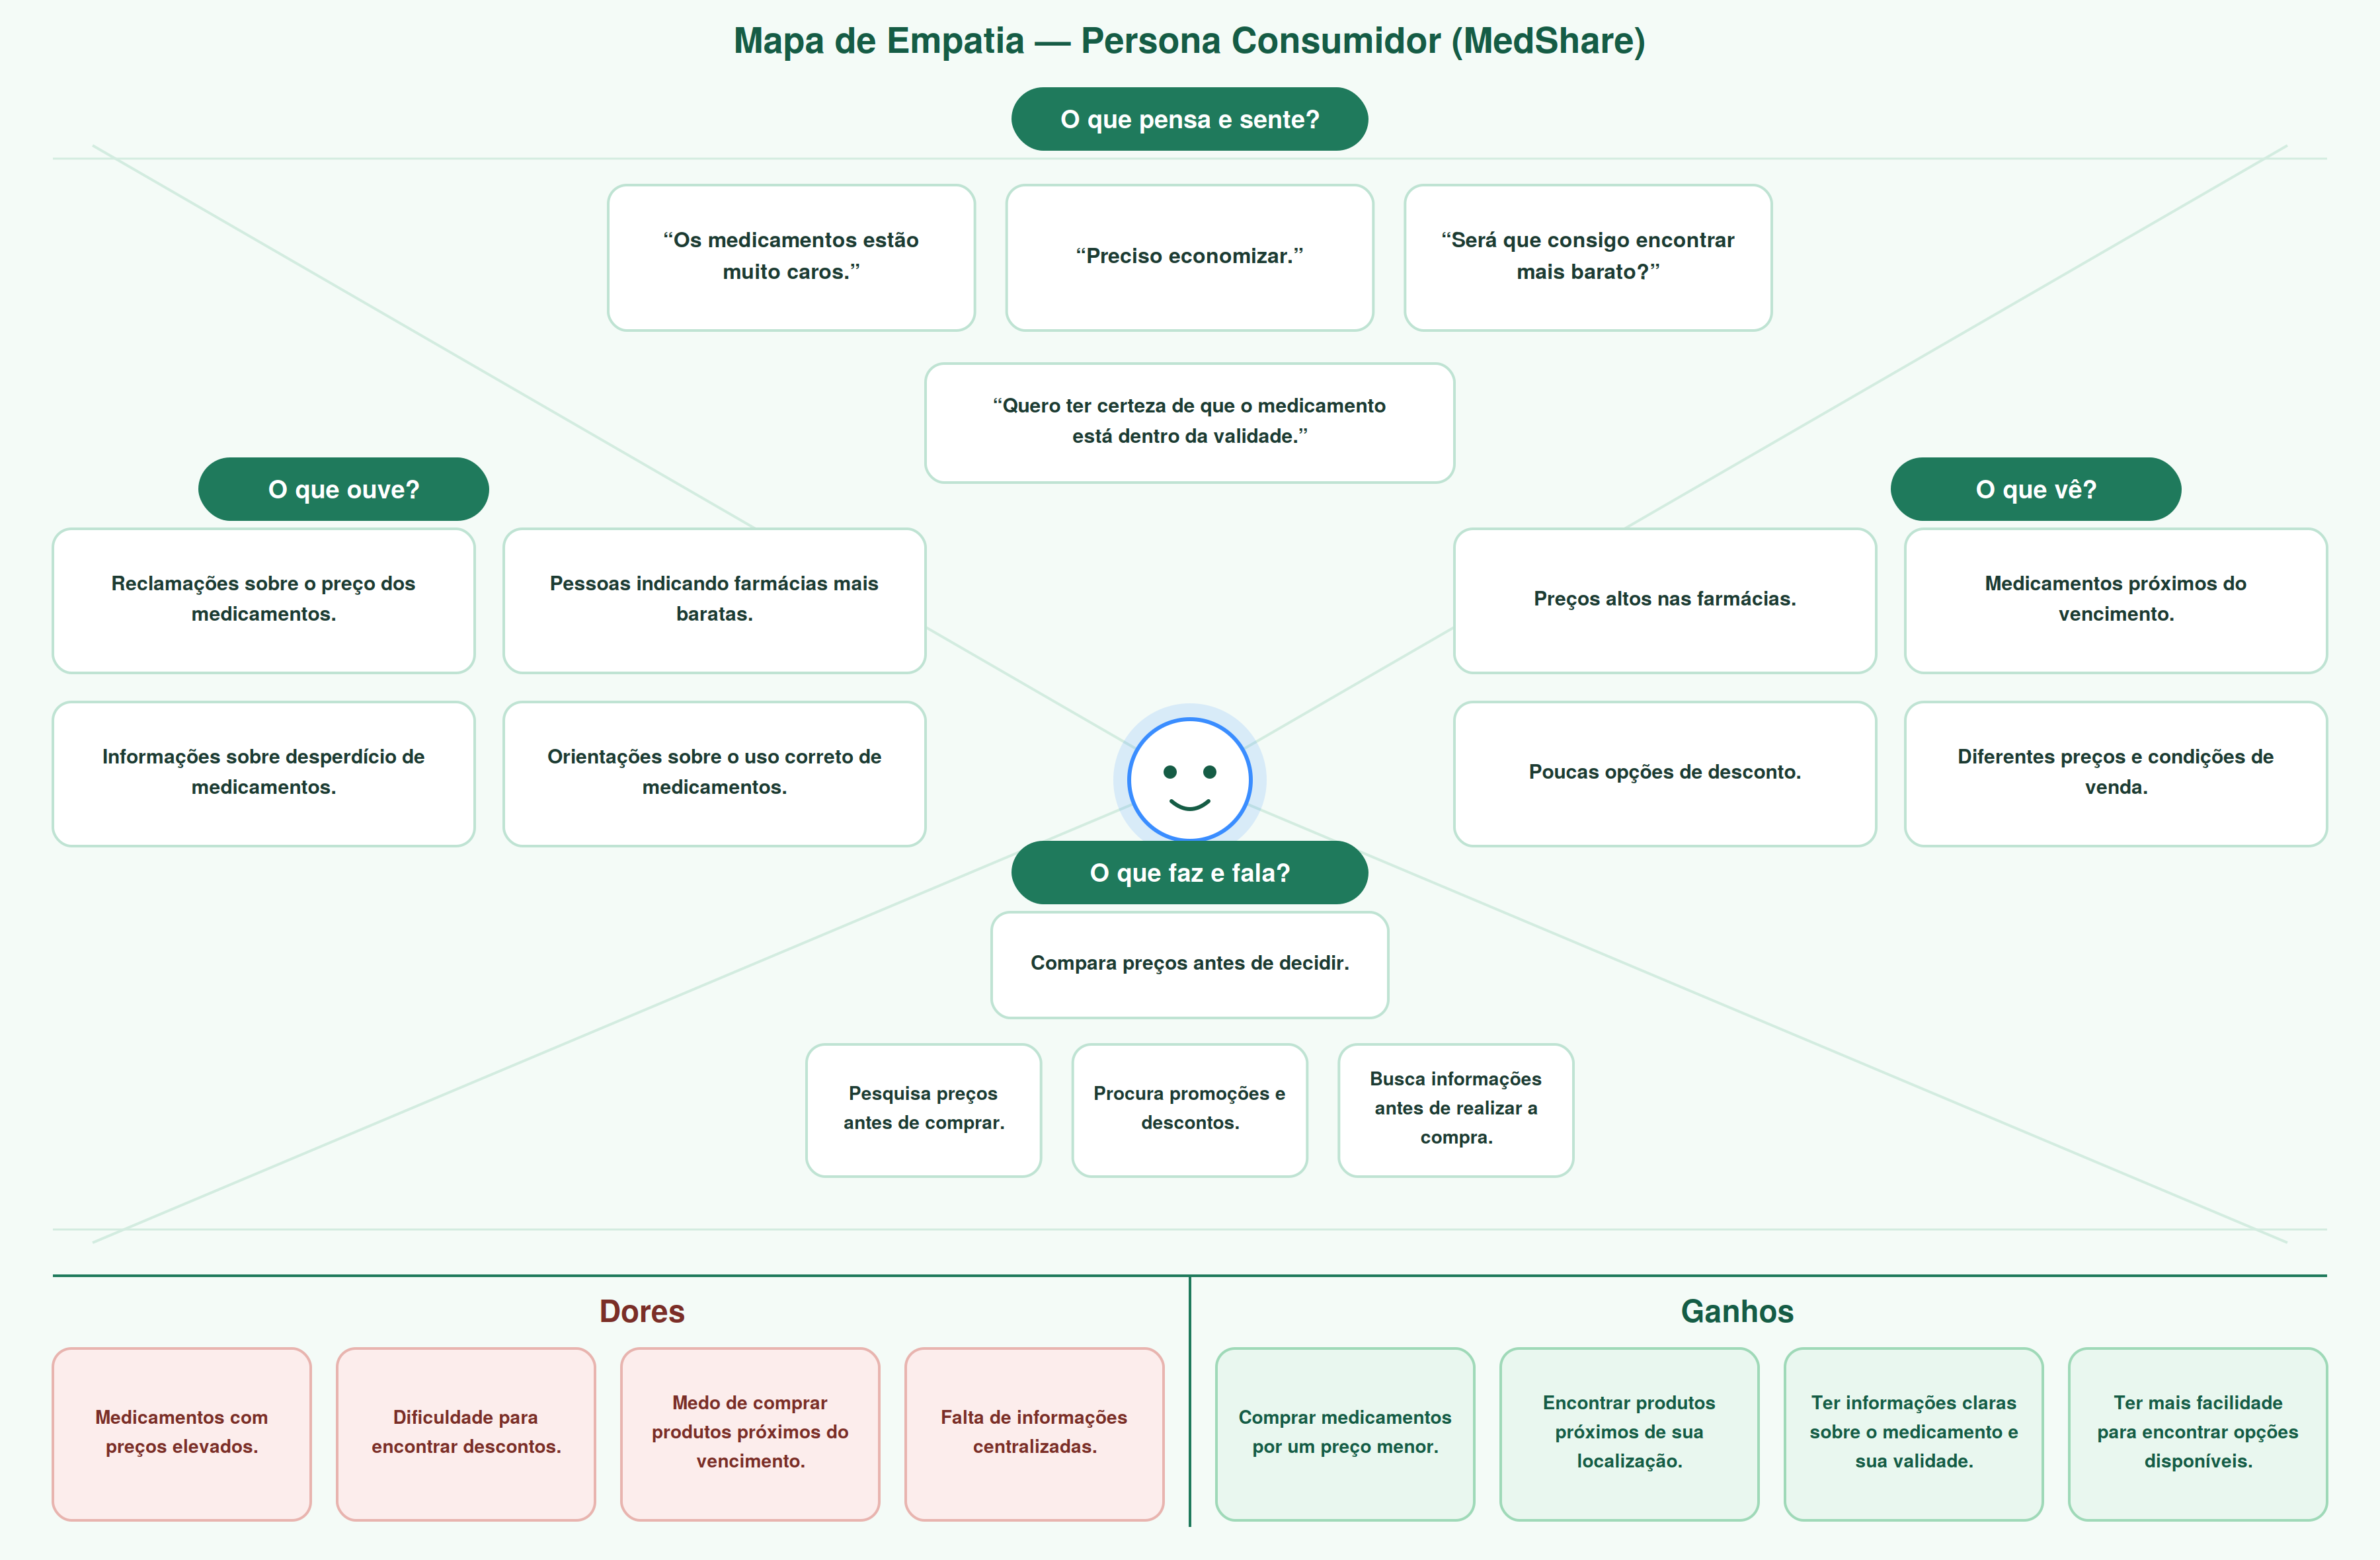 Mapa de Empatia — Persona Consumidor (MedShare)
O que pensa e sente?
“Os medicamentos estão
muito caros.”
“Preciso economizar.”
“Será que consigo encontrar
mais barato?”
“Quero ter certeza de que o medicamento
está dentro da validade.”
O que ouve?
Reclamações sobre o preço dos
medicamentos.
Pessoas indicando farmácias mais
baratas.
Informações sobre desperdício de
medicamentos.
Orientações sobre o uso correto de
medicamentos.
O que vê?
Preços altos nas farmácias.
Medicamentos próximos do
vencimento.
Poucas opções de desconto.
Diferentes preços e condições de
venda.
O que faz e fala?
Compara preços antes de decidir.
Pesquisa preços
antes de comprar.
Procura promoções e
descontos.
Busca informações
antes de realizar a
compra.
Dores
Medicamentos com
preços elevados.
Dificuldade para
encontrar descontos.
Medo de comprar
produtos próximos do
vencimento.
Falta de informações
centralizadas.
Ganhos
Comprar medicamentos
por um preço menor.
Encontrar produtos
próximos de sua
localização.
Ter informações claras
sobre o medicamento e
sua validade.
Ter mais facilidade
para encontrar opções
disponíveis.